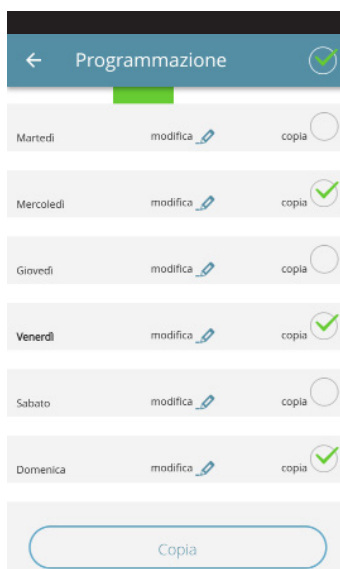 Programmazione
Martedì modifica copia
Mercoledì modifica copia
Giovedì modifica copia
Venerdì modifica copia
Sabato modifica copia
Domenica modifica copia
Copia